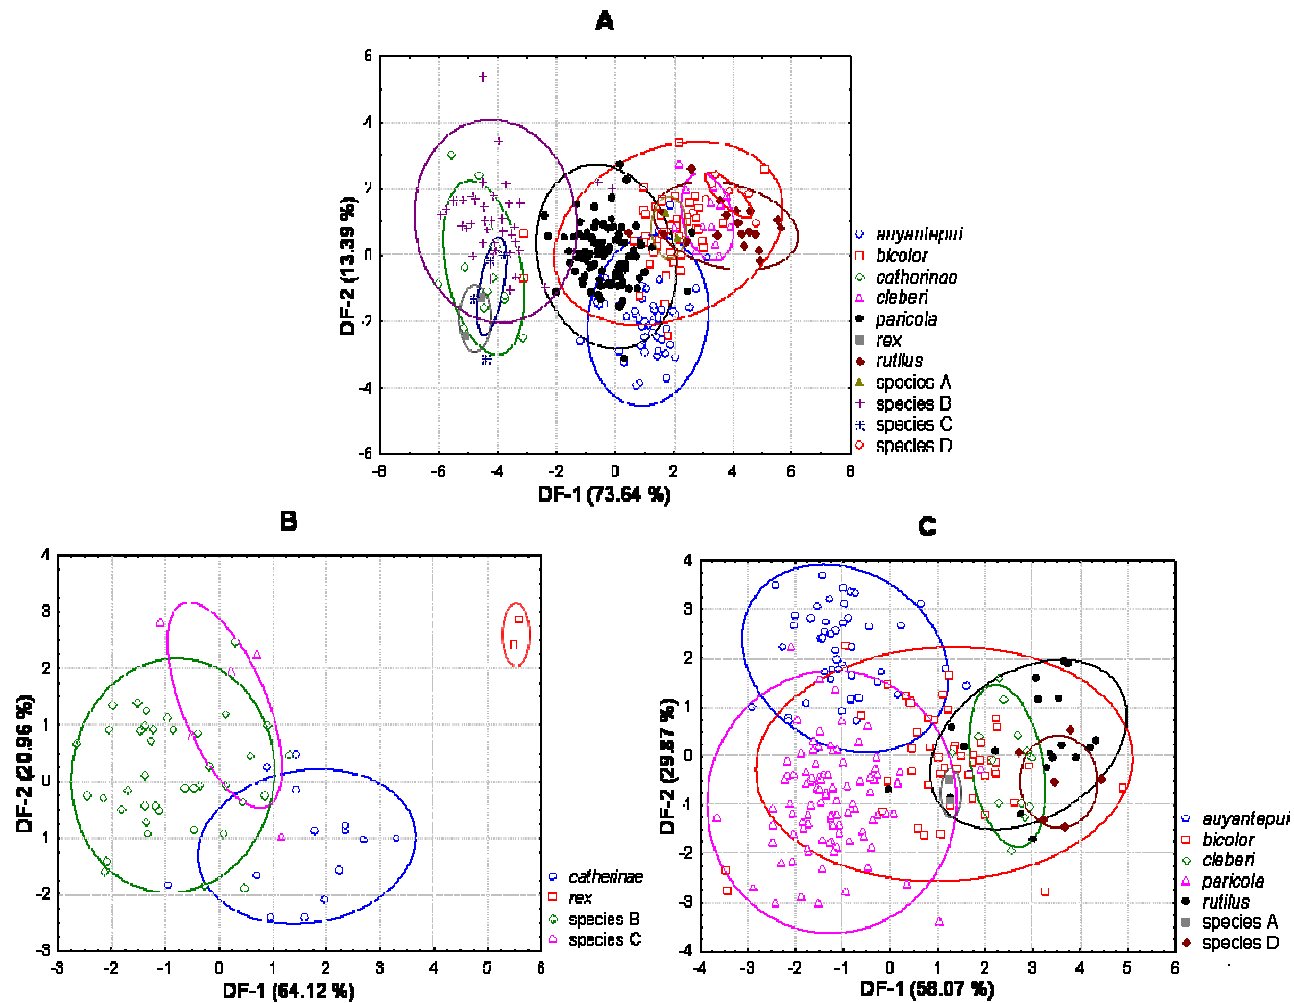 A
6
4
2
0
-2
-4
-6
-8 -6 -4 -2 0 2 4 6 8
DF-2 (13.39 %)
DF-1 (73.64 %)
auyantepui
bicolor
catherinae
cleberi
paricola
rex
rutilus
species A
species B
species C
species D
B
4
3
2
1
0
-1
-2
-3
-3 -2 -1 0 1 2 3 4 5 6
DF-2 (20.96 %)
DF-1 (64.12 %)
catherinae
rex
species B
species C
C
4
3
2
1
0
-1
-2
-3
-4
-4 -3 -2 -1 0 1 2 3 4 5 6
DF-2 (29.87 %)
DF-1 (58.07 %)
auyantepui
bicolor
cleberi
paricola
rutilus
species A
species D